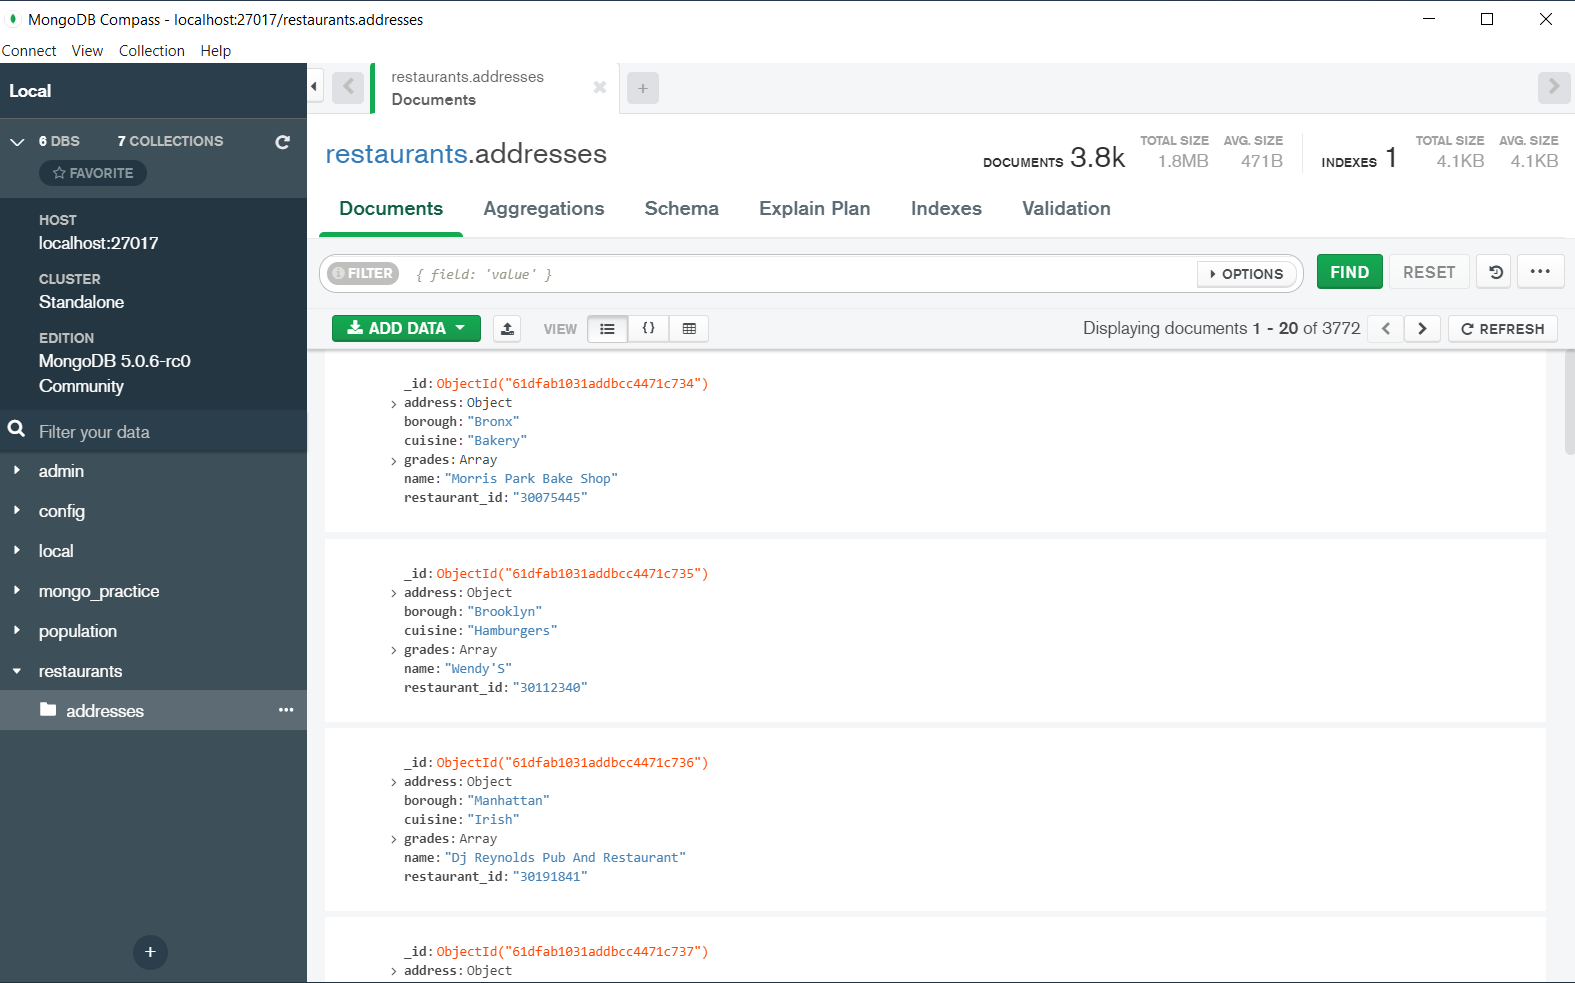 MongoDB Compass - localhost:27017/restaurants.addresses
Connect View Collection Help
Local
6 DBS 7 COLLECTIONS
FAVORITE
HOST
localhost:27017
CLUSTER
Standalone
EDITION
MongoDB 5.0.6-rc0
Community
Filter your data
admin
config
local
mongo_practice
population
restaurants
addresses
restaurants.addresses
Documents
restaurants.addresses
DOCUMENTS 3.8k TOTAL SIZE 1.8MB AVG. SIZE 471B INDEXES 1 TOTAL SIZE 4.1KB AVG. SIZE 4.1KB
Documents Aggregations Schema Explain Plan Indexes Validation
FILTER { field: 'value' } OPTIONS FIND RESET
ADD DATA VIEW {} Displaying documents 1 - 20 of 3772 REFRESH
_id: ObjectId("61dfab1031addbcc4471c734")
address: Object
borough: "Bronx"
cuisine: "Bakery"
grades: Array
name: "Morris Park Bake Shop"
restaurant_id: "30075445"
_id: ObjectId("61dfab1031addbcc4471c735")
address: Object
borough: "Brooklyn"
cuisine: "Hamburgers"
grades: Array
name: "Wendy'S"
restaurant_id: "30112340"
_id: ObjectId("61dfab1031addbcc4471c736")
address: Object
borough: "Manhattan"
cuisine: "Irish"
grades: Array
name: "Dj Reynolds Pub And Restaurant"
restaurant_id: "30191841"
_id: ObjectId("61dfab1031addbcc4471c737")
address: Object